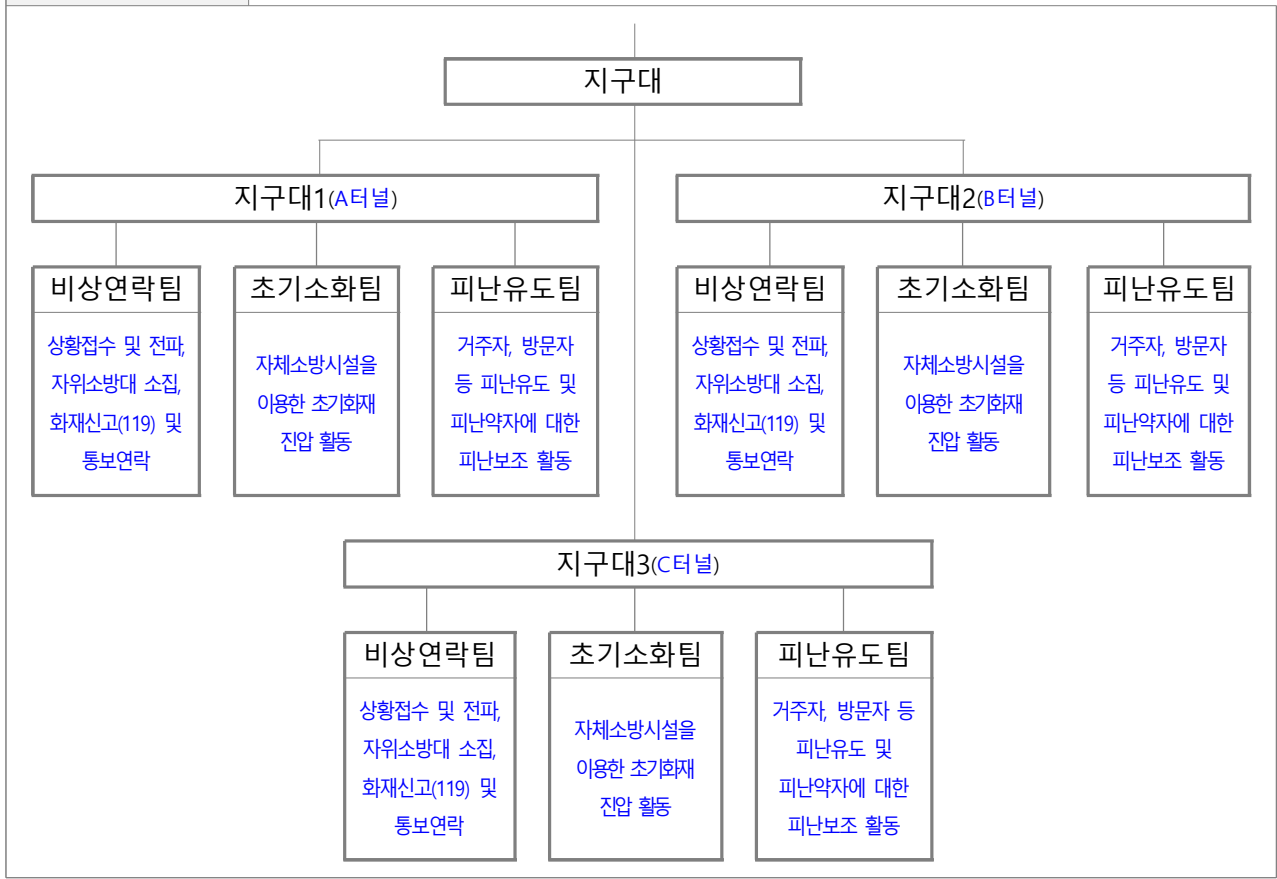 지구대
지구대1(A터널)
비상연락팀
상황접수 및 전파,
자위소방대 소집,
화재신고(119) 및
통보연락
초기소화팀
자체소방시설을
이용한 초기화재
진압 활동
피난유도팀
거주자, 방문자
등 피난유도 및
피난약자에 대한
피난보조 활동
지구대2(B터널)
비상연락팀
상황접수 및 전파,
자위소방대 소집,
화재신고(119) 및
통보연락
초기소화팀
자체소방시설을
이용한 초기화재
진압 활동
피난유도팀
거주자, 방문자
등 피난유도 및
피난약자에 대한
피난보조 활동
지구대3(C터널)
비상연락팀
상황접수 및 전파,
자위소방대 소집,
화재신고(119) 및
통보연락
초기소화팀
자체소방시설을
이용한 초기화재
진압 활동
피난유도팀
거주자, 방문자 등
피난유도 및
피난약자에 대한
피난보조 활동